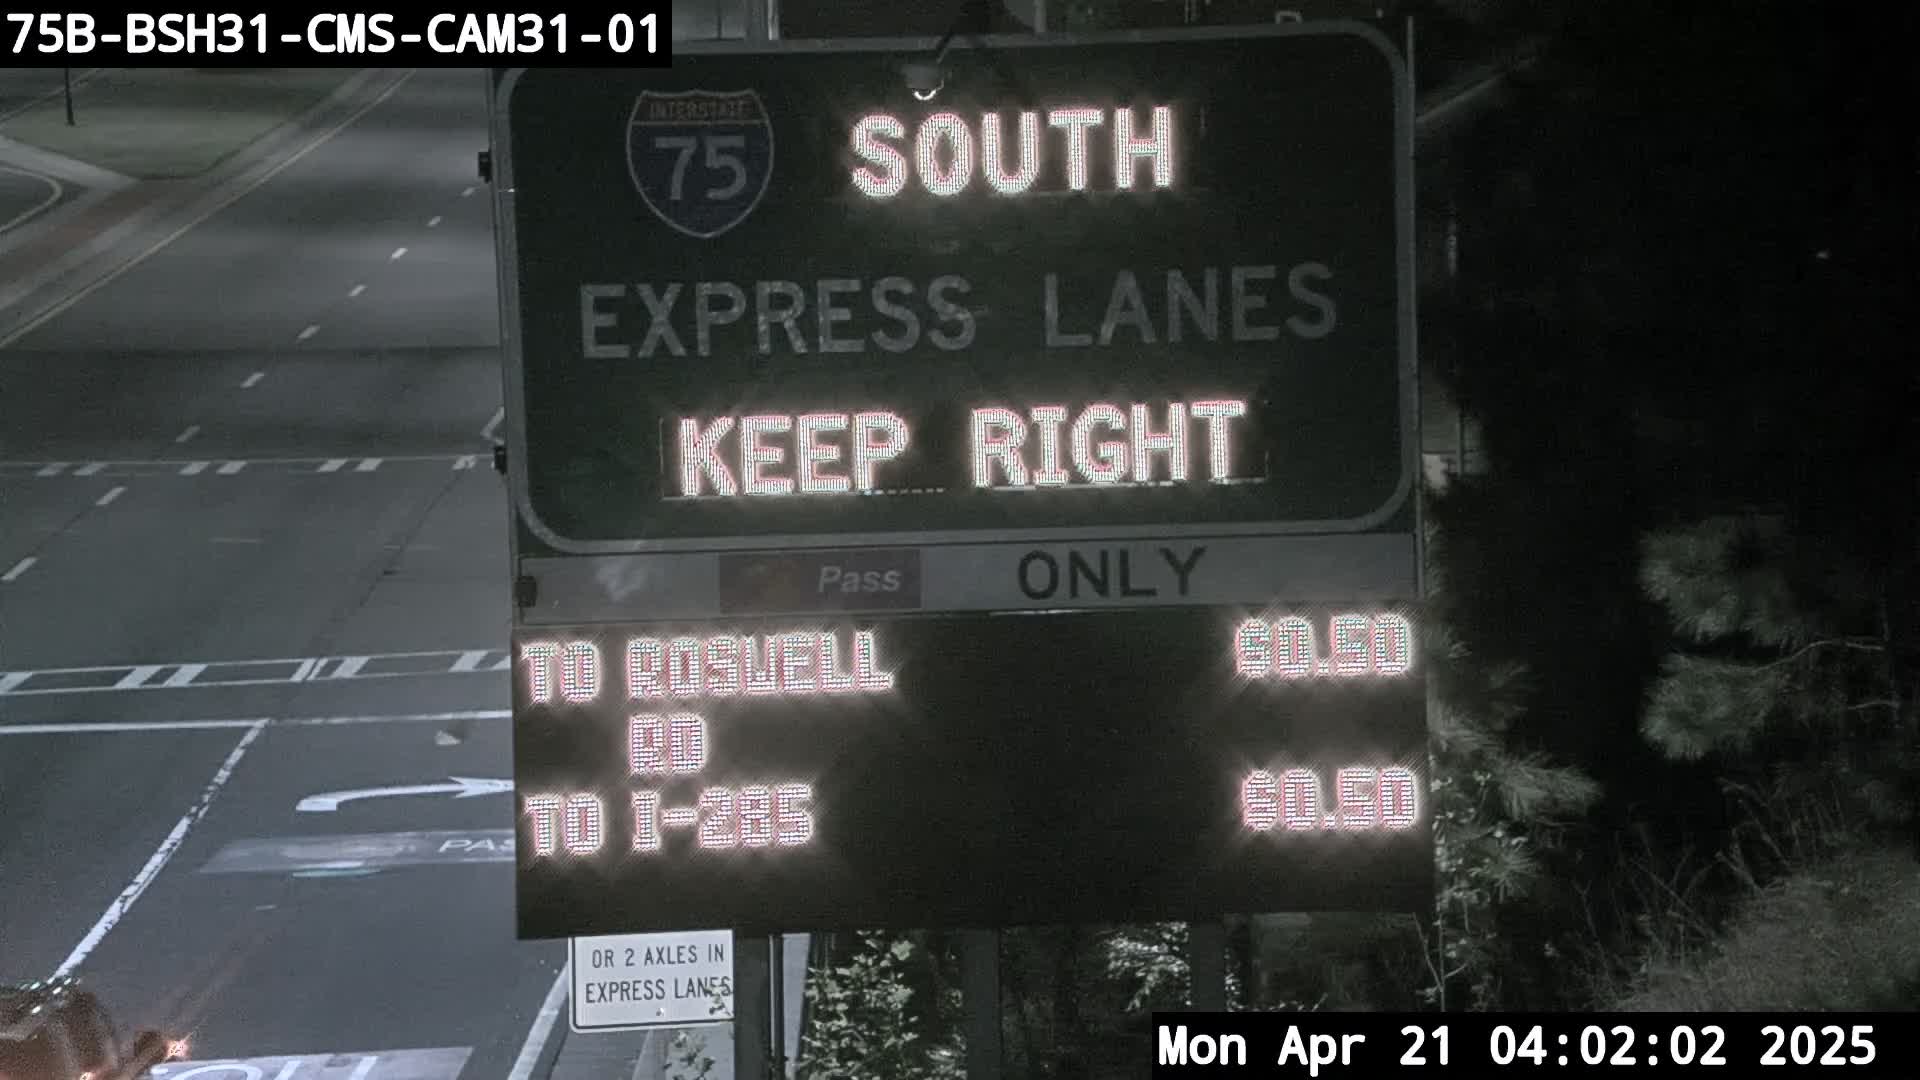 75B-BSH31-CMS-CAM31-01
INTERSTATE
75
SOUTH
EXPRESS LANES
KEEP RIGHT
Pass ONLY
TO ROSWELL $0.50
RD
TO I-285 $0.50
OR 2 AXLES IN
EXPRESS LANES
Mon Apr 21 04:02:02 2025